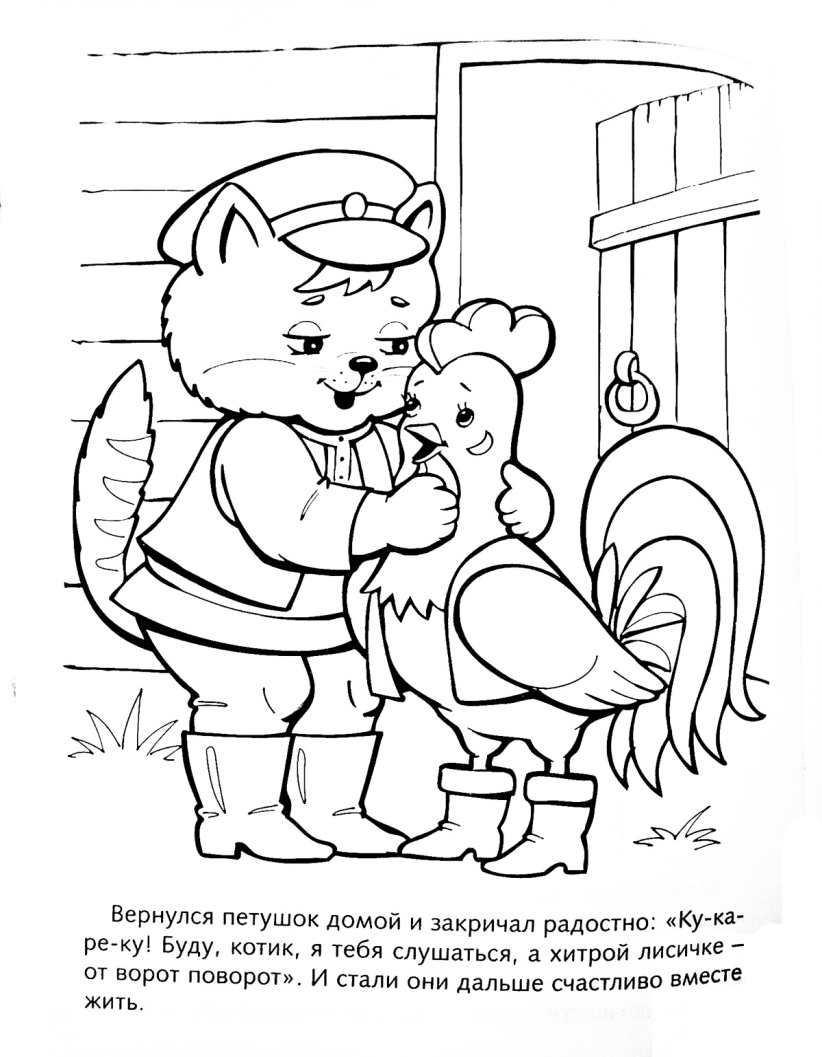 Вернулся петушок домой и закричал радостно: «Ку-ка-
ре-ку! Буду, котик, я тебя слушаться, а хитрой лисичке –
от ворот поворот». И стали они дальше счастливо вместе
жить.